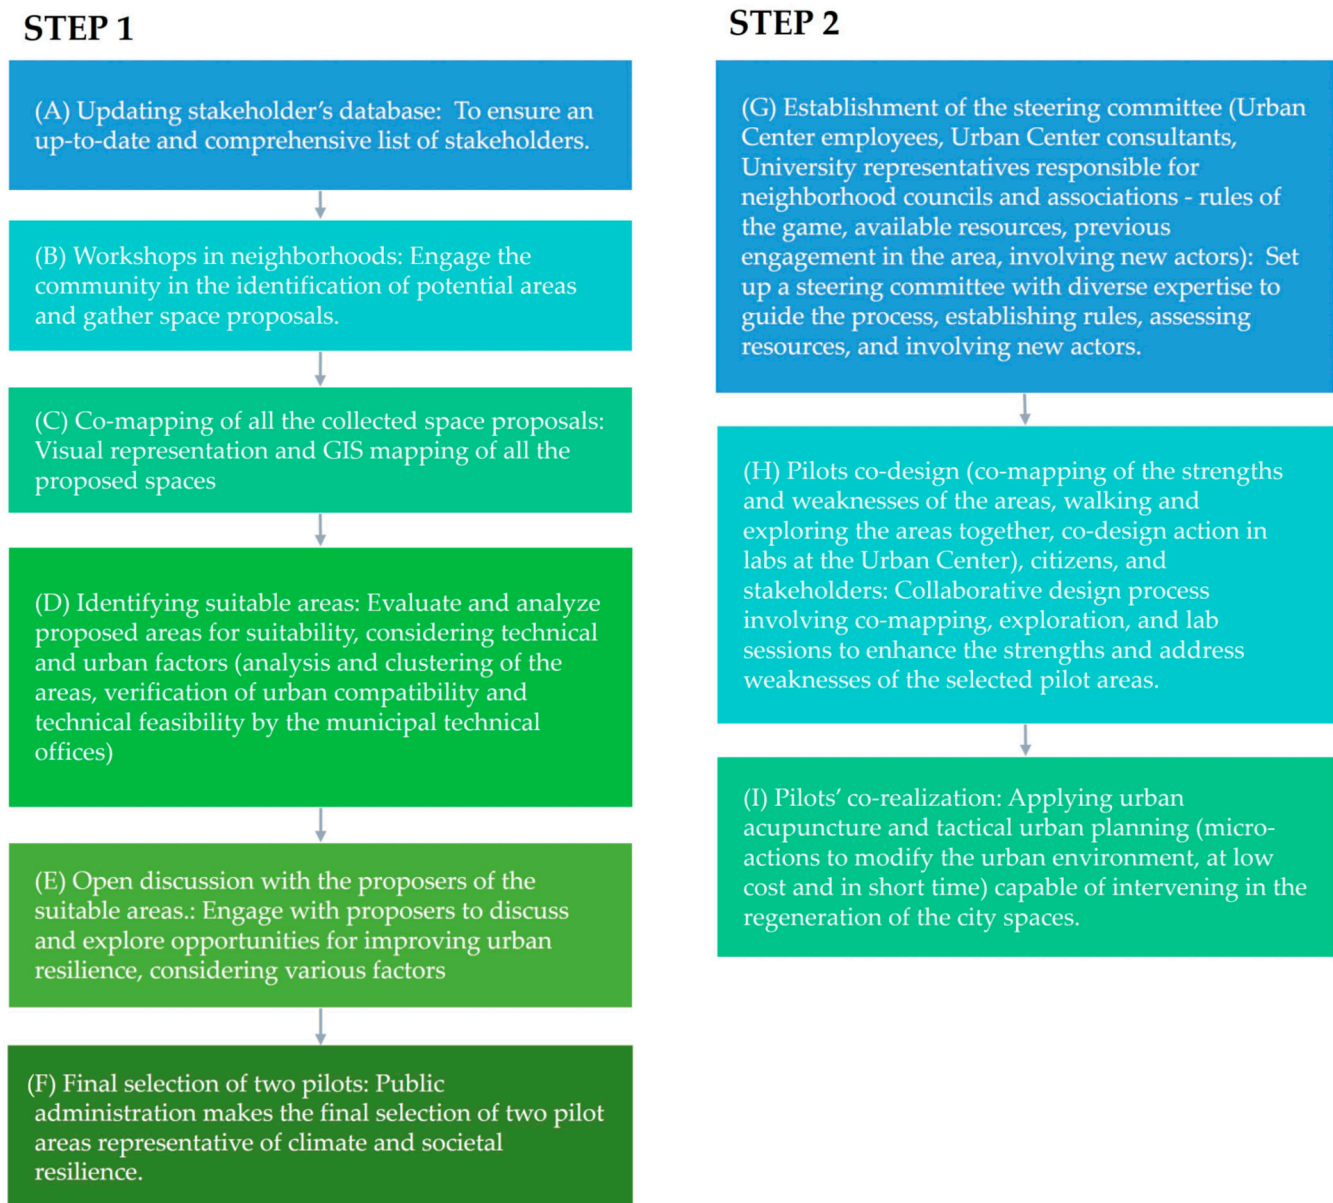 STEP 1
(A) Updating stakeholder’s database: To ensure an
up-to-date and comprehensive list of stakeholders.
(B) Workshops in neighborhoods: Engage the
community in the identification of potential areas
and gather space proposals.
(C) Co-mapping of all the collected space proposals:
Visual representation and GIS mapping of all the
proposed spaces
(D) Identifying suitable areas: Evaluate and analyze
proposed areas for suitability, considering technical
and urban factors (analysis and clustering of the
areas, verification of urban compatibility and
technical feasibility by the municipal technical
offices)
(E) Open discussion with the proposers of the
suitable areas.: Engage with proposers to discuss
and explore opportunities for improving urban
resilience, considering various factors
(F) Final selection of two pilots: Public
administration makes the final selection of two pilot
areas representative of climate and societal
resilience.
STEP 2
(G) Establishment of the steering committee (Urban
Center employees, Urban Center consultants,
University representatives responsible for
neighborhood councils and associations - rules of
the game, available resources, previous
engagement in the area, involving new actors): Set
up a steering committee with diverse expertise to
guide the process, establishing rules, assessing
resources, and involving new actors.
(H) Pilots co-design (co-mapping of the strengths
and weaknesses of the areas, walking and
exploring the areas together, co-design action in
labs at the Urban Center), citizens, and
stakeholders: Collaborative design process
involving co-mapping, exploration, and lab
sessions to enhance the strengths and address
weaknesses of the selected pilot areas.
(I) Pilots’ co-realization: Applying urban
acupuncture and tactical urban planning (micro-
actions to modify the urban environment, at low
cost and in short time) capable of intervening in the
regeneration of the city spaces.